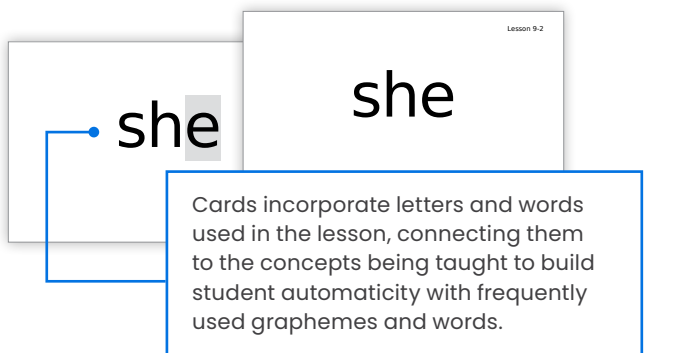 Lesson 9-2
she
she
Cards incorporate letters and words
used in the lesson, connecting them
to the concepts being taught to build
student automaticity with frequently
used graphemes and words.